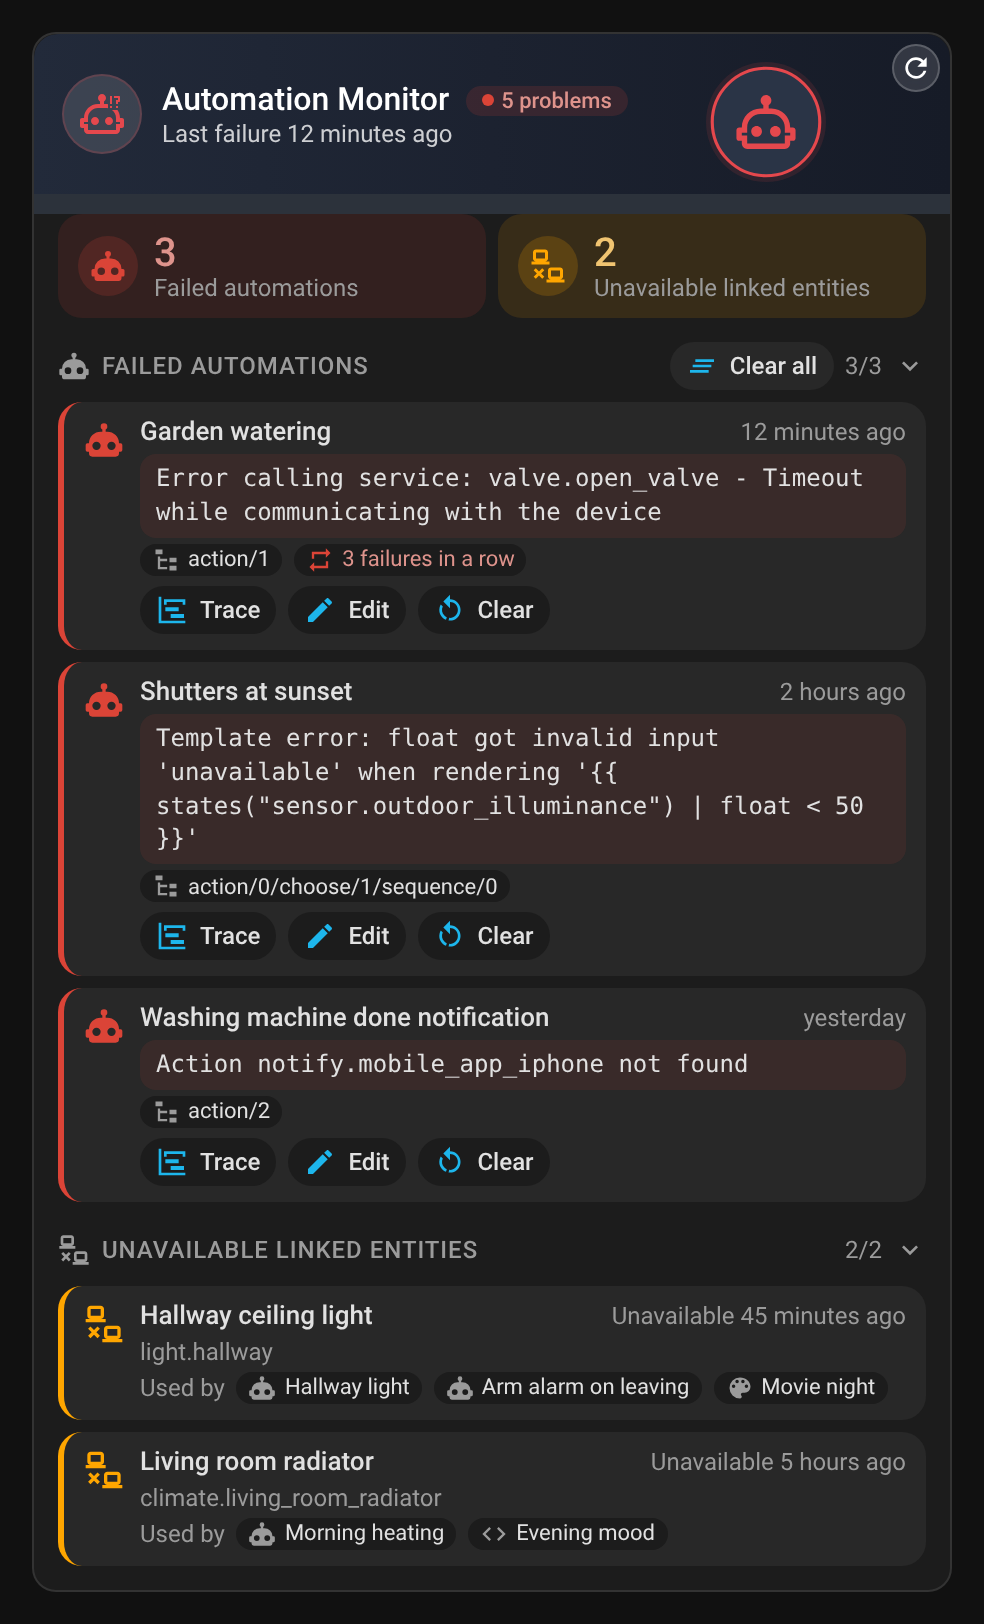 Automation Monitor
5 problems
Last failure 12 minutes ago
3
Failed automations
2
Unavailable linked entities
FAILED AUTOMATIONS
Clear all
3/3
Garden watering
12 minutes ago
Error calling service: valve.open_valve - Timeout
while communicating with the device
action/1
3 failures in a row
Trace
Edit
Clear
Shutters at sunset
2 hours ago
Template error: float got invalid input
'unavailable' when rendering '{{
states("sensor.outdoor_illuminance") | float < 50
}}'
action/0/choose/1/sequence/0
Trace
Edit
Clear
Washing machine done notification
yesterday
Action notify.mobile_app_iphone not found
action/2
Trace
Edit
Clear
UNAVAILABLE LINKED ENTITIES
2/2
Hallway ceiling light
Unavailable 45 minutes ago
light.hallway
Used by
Hallway light
Arm alarm on leaving
Movie night
Living room radiator
Unavailable 5 hours ago
climate.living_room_radiator
Used by
Morning heating
Evening mood